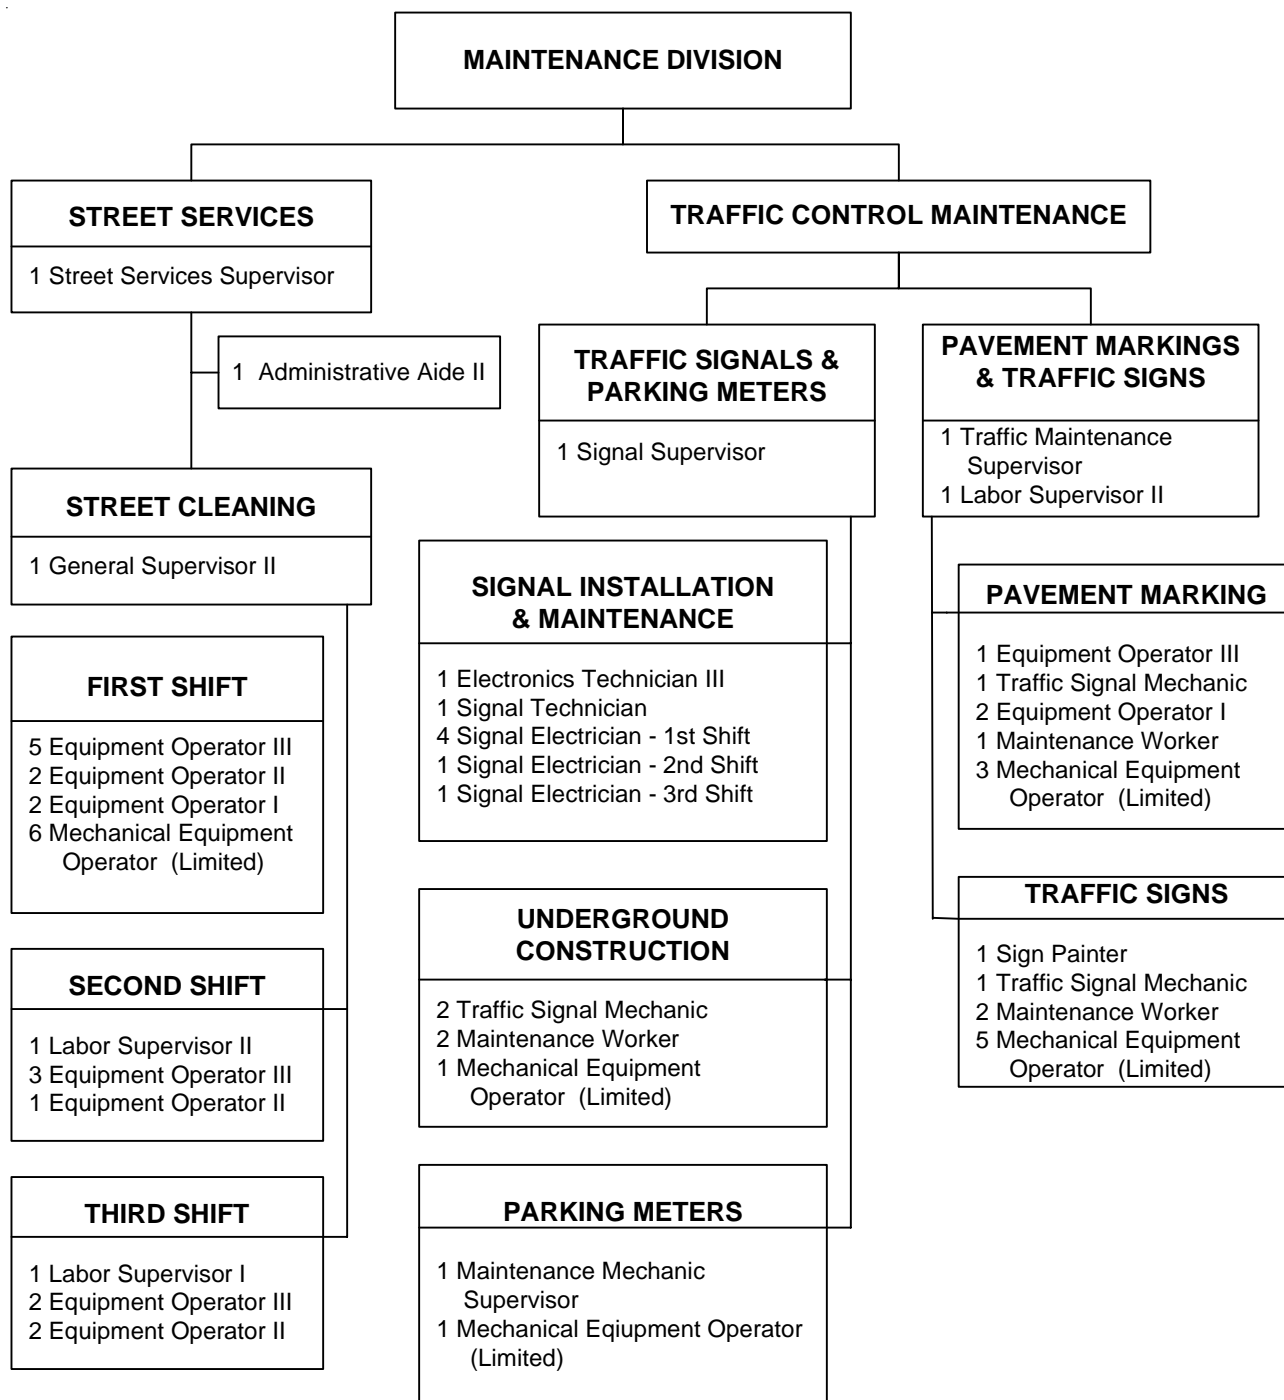 MAINTENANCE DIVISION
STREET SERVICES
1 Street Services Supervisor
1  Administrative Aide II
STREET CLEANING
1 General Supervisor II
FIRST SHIFT
5 Equipment Operator III
2 Equipment Operator II
2 Equipment Operator I
6 Mechanical Equipment
Operator  (Limited)
SECOND SHIFT
1 Labor Supervisor II
3 Equipment Operator III
1 Equipment Operator II
THIRD SHIFT
1 Labor Supervisor I
2 Equipment Operator III
2 Equipment Operator II
TRAFFIC CONTROL MAINTENANCE
TRAFFIC SIGNALS &
PARKING METERS
1 Signal Supervisor
SIGNAL INSTALLATION
& MAINTENANCE
1 Electronics Technician III
1 Signal Technician
4 Signal Electrician - 1st Shift
1 Signal Electrician - 2nd Shift
1 Signal Electrician - 3rd Shift
UNDERGROUND
CONSTRUCTION
2 Traffic Signal Mechanic
2 Maintenance Worker
1 Mechanical Equipment
Operator  (Limited)
PARKING METERS
1 Maintenance Mechanic
Supervisor
1 Mechanical Eqiupment Operator
(Limited)
PAVEMENT MARKINGS
& TRAFFIC SIGNS
1 Traffic Maintenance
Supervisor
1 Labor Supervisor II
PAVEMENT MARKING
1 Equipment Operator III
1 Traffic Signal Mechanic
2 Equipment Operator I
1 Maintenance Worker
3 Mechanical Equipment
Operator  (Limited)
TRAFFIC SIGNS
1 Sign Painter
1 Traffic Signal Mechanic
2 Maintenance Worker
5 Mechanical Equipment
Operator  (Limited)